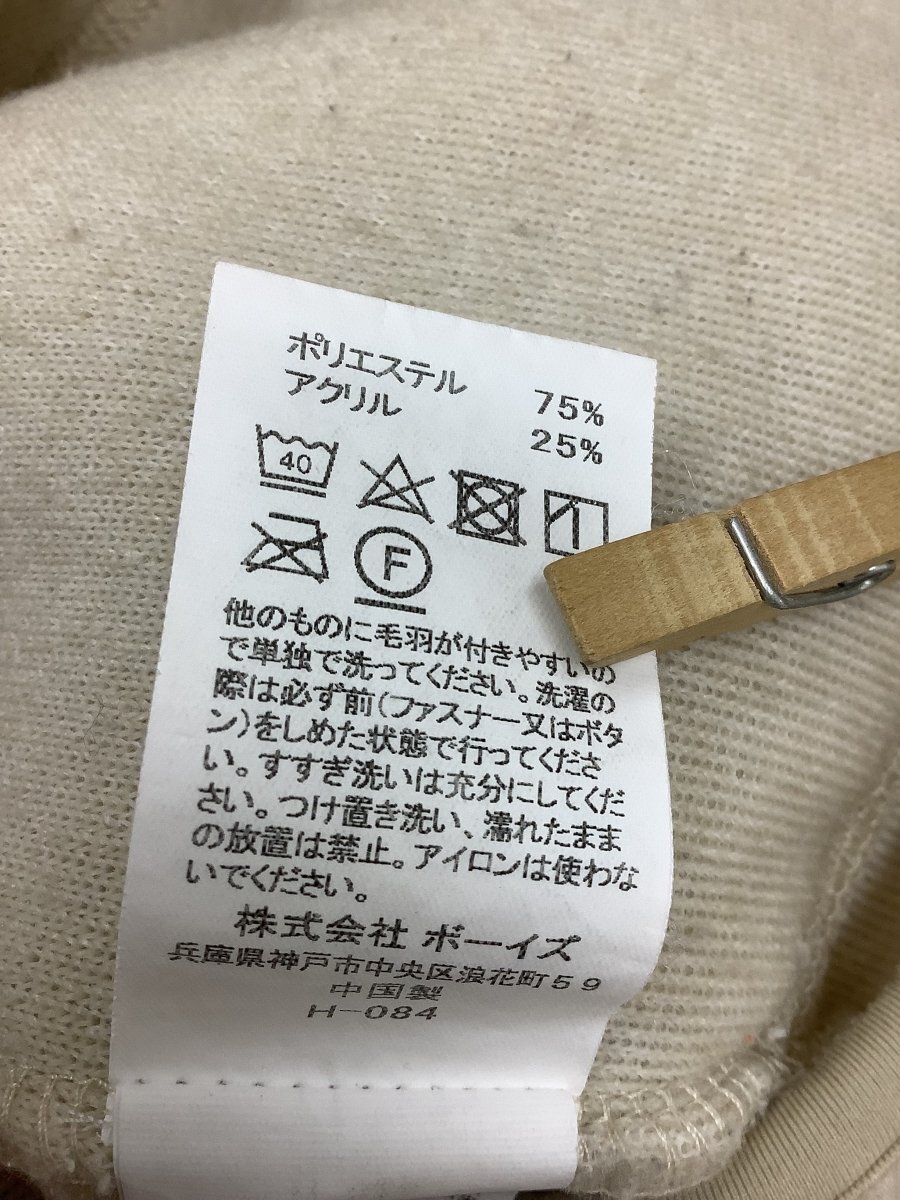 ポリエステル 75%
アクリル 25%
40
F
他のものに毛羽が付きやすいの
で単独で洗ってください。洗濯の
際は必ず前(ファスナー又はボタ
ン)をしめた状態で行ってくださ
い。すすぎ洗いは充分にしてくだ
さい。つけ置き洗い、濡れたまま
の放置は禁止。アイロンは使わな
いでください。
株式会社 ボーイズ
兵庫県神戸市中央区浪花町59
中国製
H-084